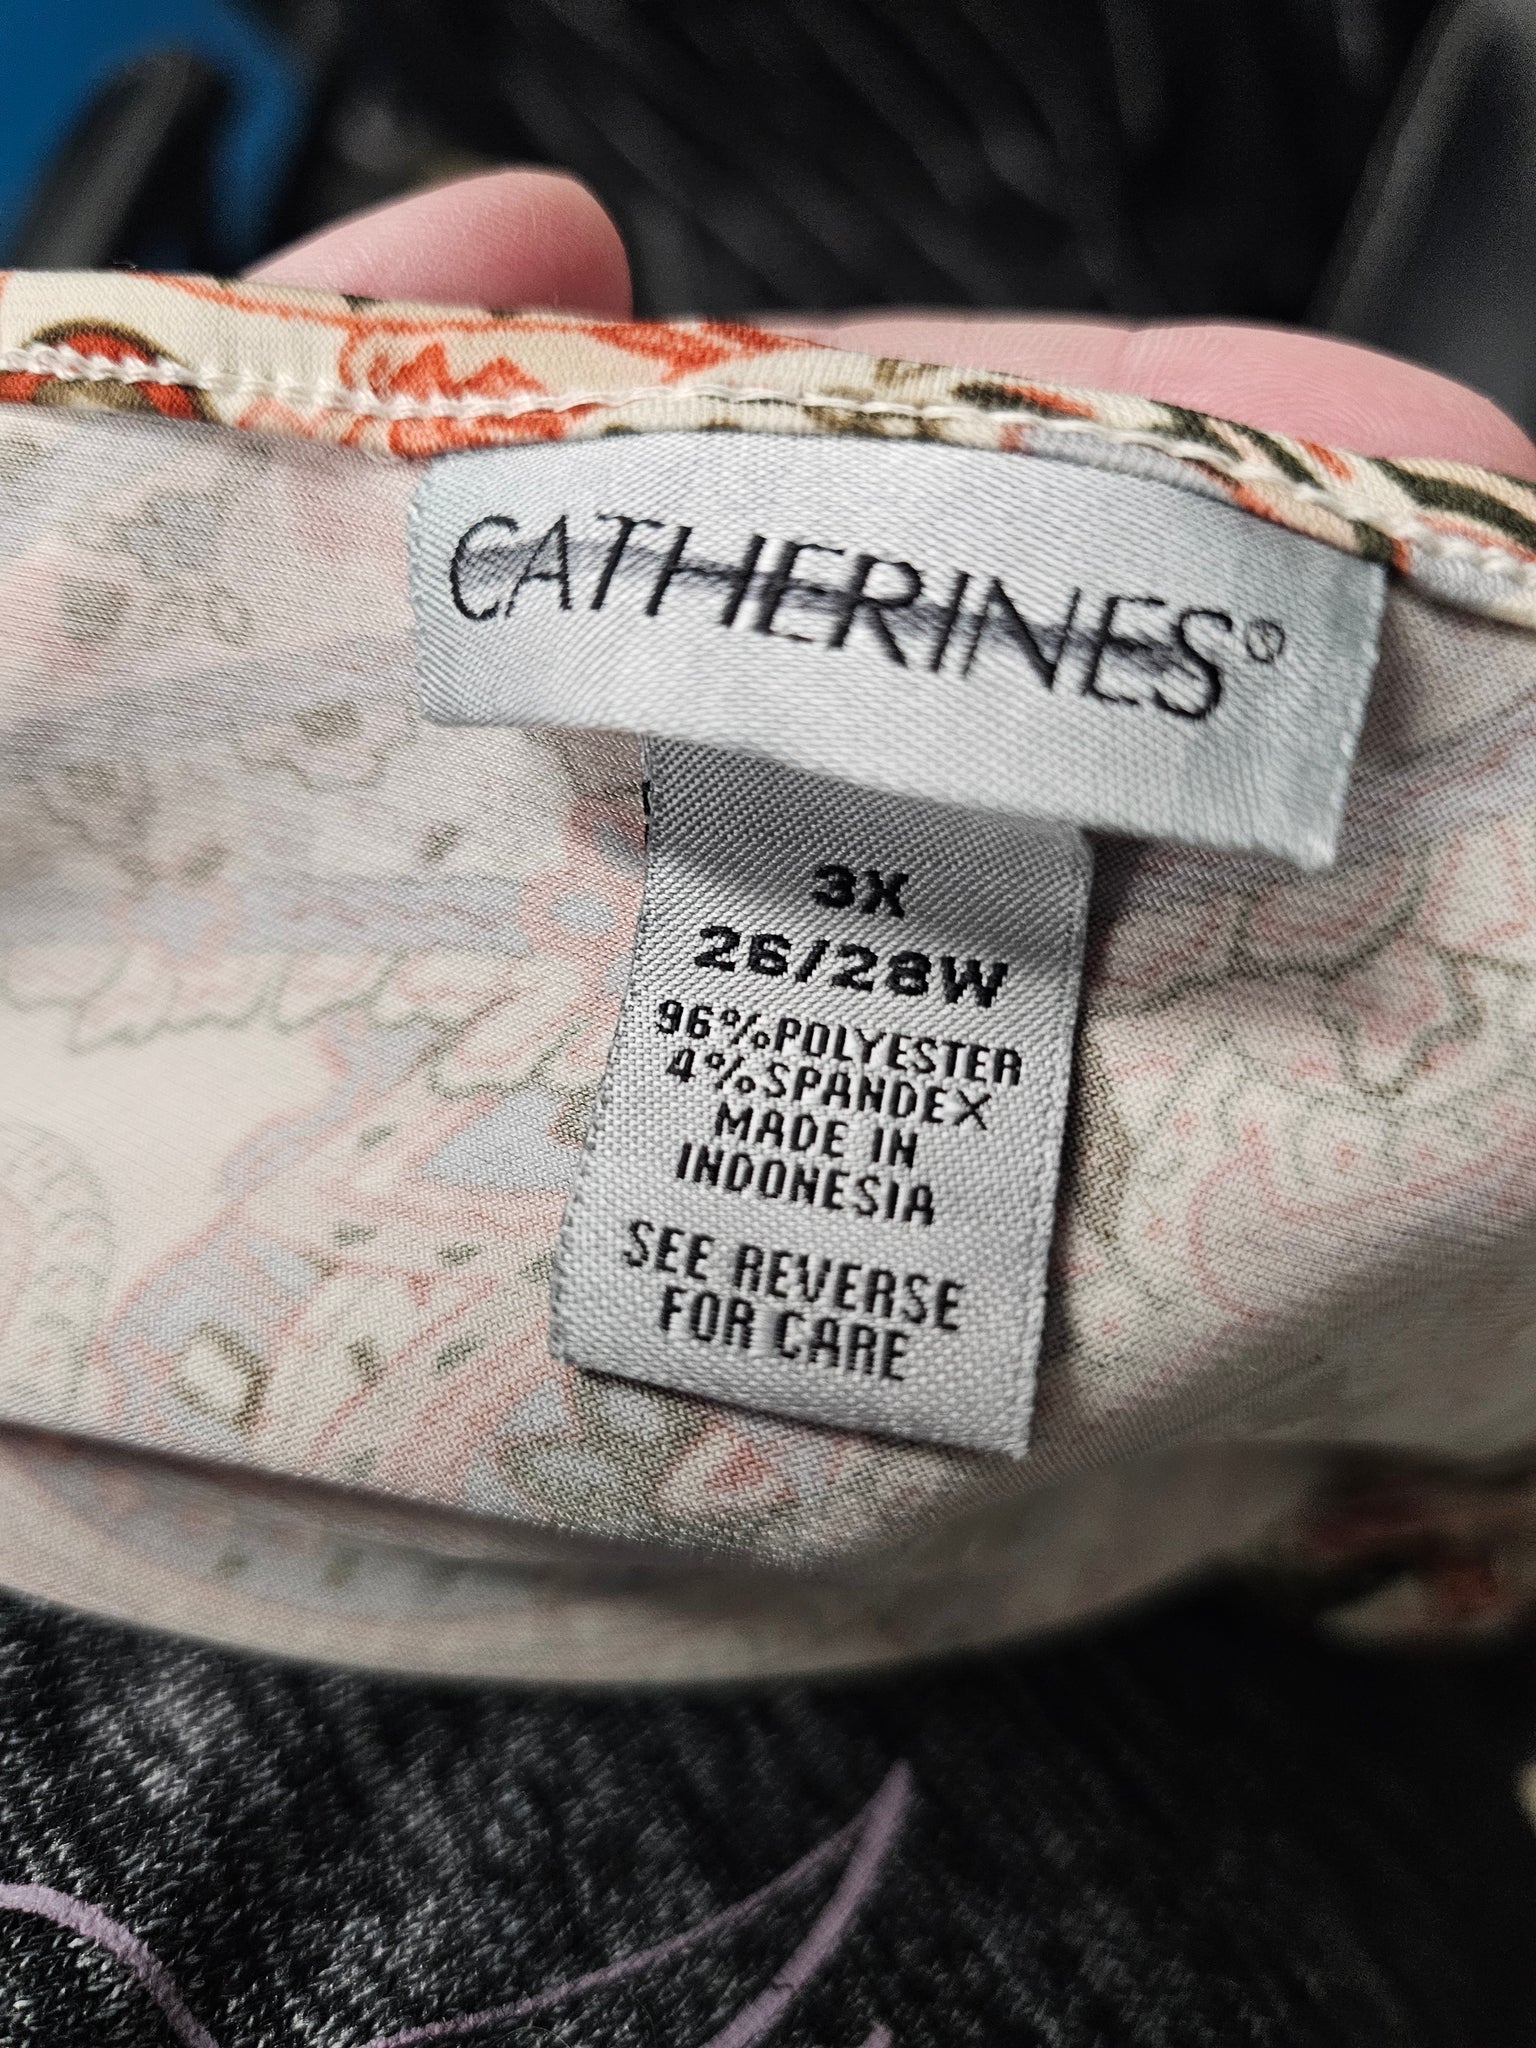 CATHERINES®
3X
26/28W
96%POLYESTER
4%SPANDEX
MADE IN
INDONESIA
SEE REVERSE
FOR CARE